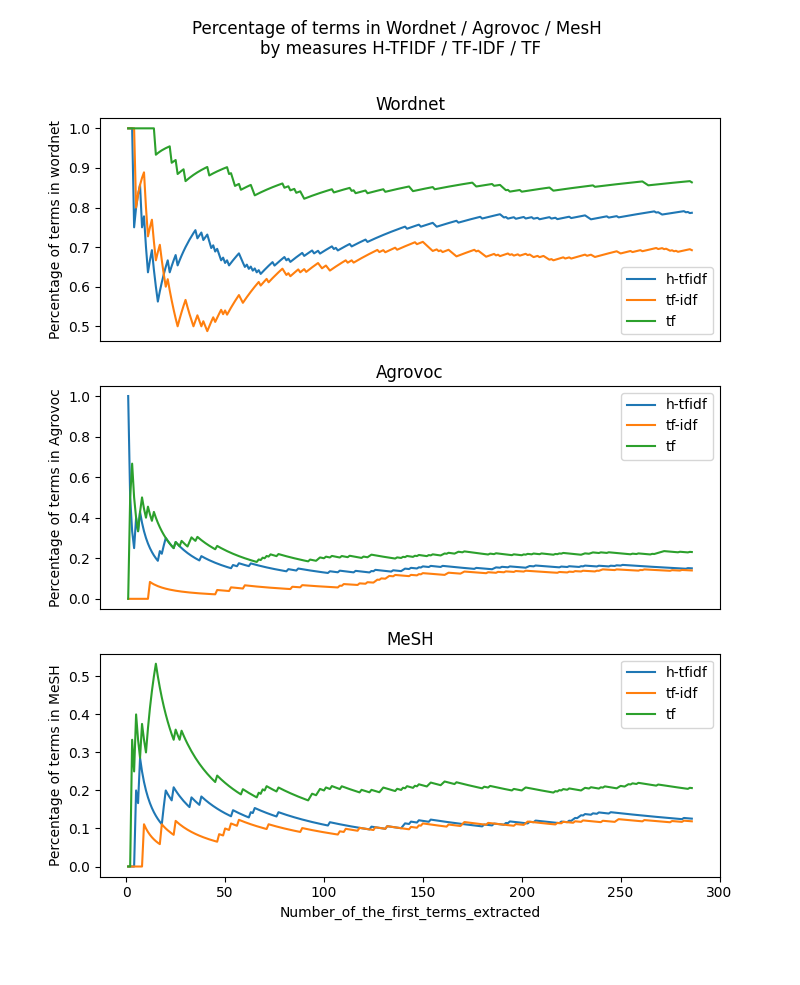 Percentage of terms in Wordnet / Agrovoc / MesH
by measures H-TFIDF / TF-IDF / TF
Wordnet
Percentage of terms in wordnet
1.0
0.9
0.8
0.7
0.6
0.5
h-tfidf
tf-idf
tf
Agrovoc
Percentage of terms in Agrovoc
1.0
0.8
0.6
0.4
0.2
0.0
h-tfidf
tf-idf
tf
MeSH
Percentage of terms in MeSH
0.5
0.4
0.3
0.2
0.1
0.0
h-tfidf
tf-idf
tf
0 50 100 150 200 250 300
Number_of_the_first_terms_extracted